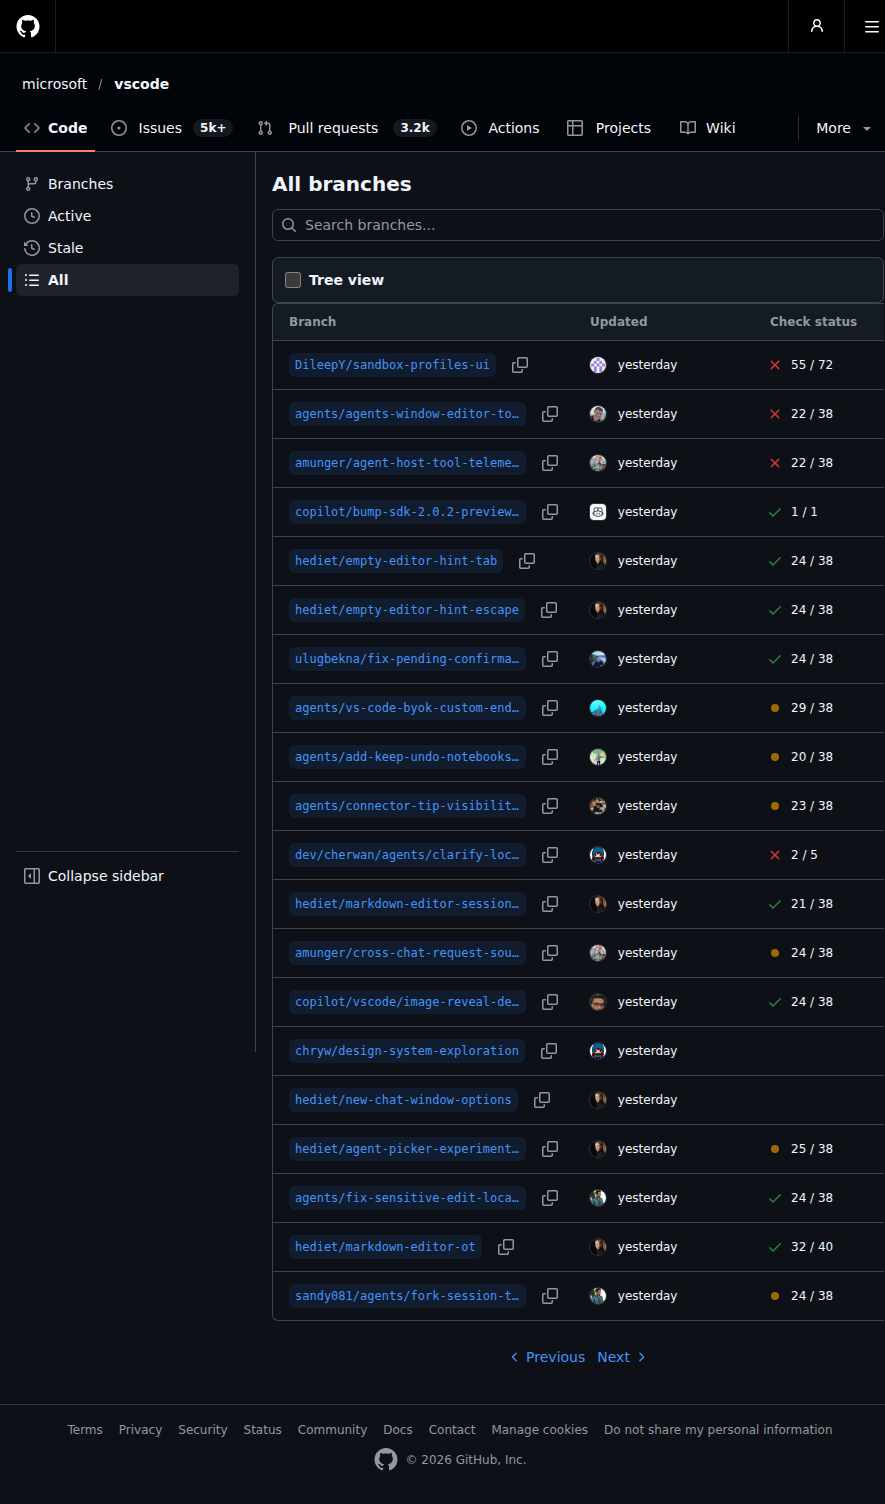 microsoft / vscode
Code Issues 5k+ Pull requests 3.2k Actions Projects Wiki More
Branches
Active
Stale
All
Collapse sidebar
All branches
Search branches...
Tree view
Branch Updated Check status
DileepY/sandbox-profiles-ui yesterday 55 / 72
agents/agents-window-editor-to… yesterday 22 / 38
amunger/agent-host-tool-teleme… yesterday 22 / 38
copilot/bump-sdk-2.0.2-preview… yesterday 1 / 1
hediet/empty-editor-hint-tab yesterday 24 / 38
hediet/empty-editor-hint-escape yesterday 24 / 38
ulugbekna/fix-pending-confirma… yesterday 24 / 38
agents/vs-code-byok-custom-end… yesterday 29 / 38
agents/add-keep-undo-notebooks… yesterday 20 / 38
agents/connector-tip-visibilit… yesterday 23 / 38
dev/cherwan/agents/clarify-loc… yesterday 2 / 5
hediet/markdown-editor-session… yesterday 21 / 38
amunger/cross-chat-request-sou… yesterday 24 / 38
copilot/vscode/image-reveal-de… yesterday 24 / 38
chryw/design-system-exploration yesterday
hediet/new-chat-window-options yesterday
hediet/agent-picker-experiment… yesterday 25 / 38
agents/fix-sensitive-edit-loca… yesterday 24 / 38
hediet/markdown-editor-ot yesterday 32 / 40
sandy081/agents/fork-session-t… yesterday 24 / 38
Previous Next
Terms Privacy Security Status Community Docs Contact Manage cookies Do not share my personal information
© 2026 GitHub, Inc.